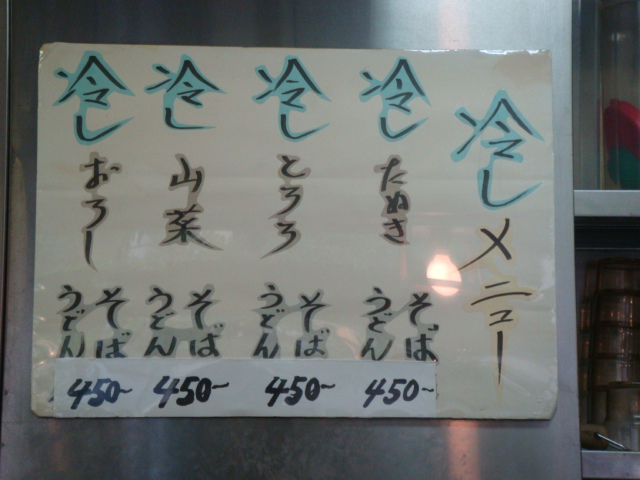 冷しメニュー
冷したぬき
そば
うどん
450~
冷しとろろ
そば
うどん
450~
冷し山菜
そば
うどん
450~
冷しおろし
そば
うどん
450~